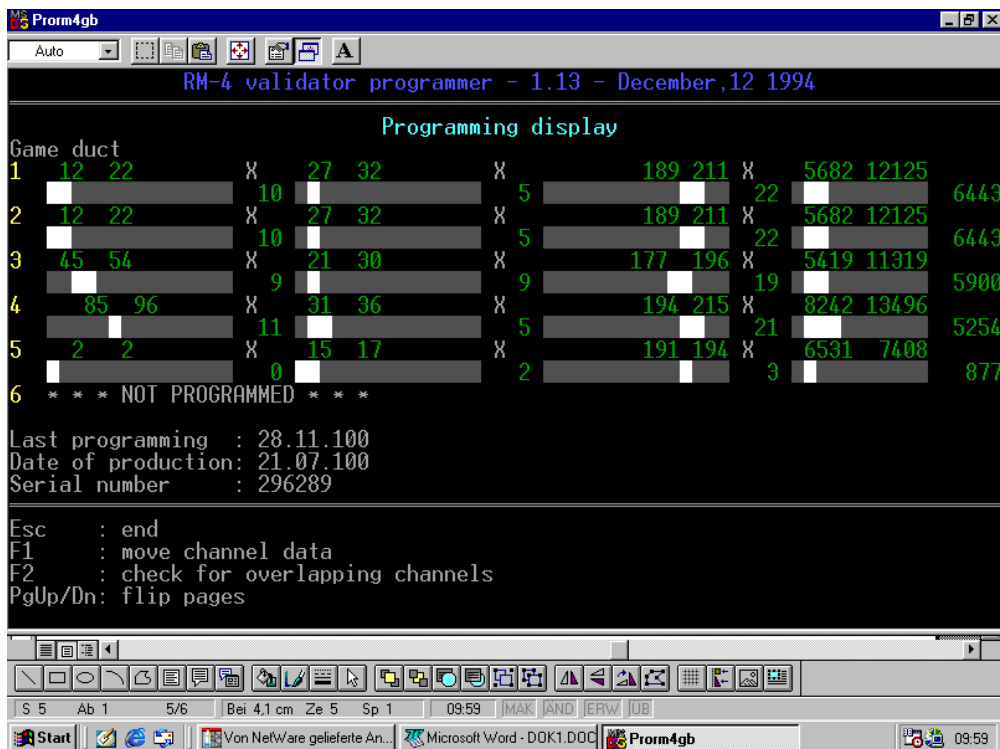 Prorm4gb
Auto
A
RM-4 validator programmer - 1.13 - December,12 1994
Programming display
Game duct
1 12 22 X 27 32 X 189 211 X 5682 12125
10 5 22 6443
2 12 22 X 27 32 X 189 211 X 5682 12125
10 5 22 6443
3 45 54 X 21 30 X 177 196 X 5419 11319
9 9 19 5900
4 85 96 X 31 36 X 194 215 X 8242 13496
11 5 21 5254
5 2 2 X 15 17 X 191 194 X 6531 7408
0 2 3 877
6 * * * NOT PROGRAMMED * * *
Last programming : 28.11.100
Date of production: 21.07.100
Serial number : 296289
Esc : end
F1 : move channel data
F2 : check for overlapping channels
PgUp/Dn: flip pages
S 5 Ab 1 5/6 Bei 4,1 cm Ze 5 Sp 1 09:59 MAK ÄND ERW ÜB
Start Von NetWare gelieferte An... Microsoft Word - DOK1.DOC Prorm4gb 09:59